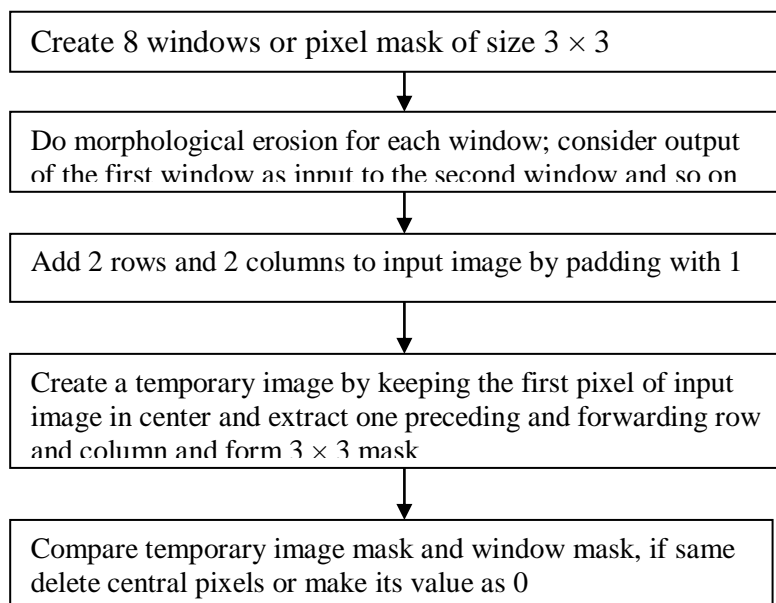 Create 8 windows or pixel mask of size 3 × 3
Do morphological erosion for each window; consider output
of the first window as input to the second window and so on
Add 2 rows and 2 columns to input image by padding with 1
Create a temporary image by keeping the first pixel of input
image in center and extract one preceding and forwarding row
and column and form 3 × 3 mask
Compare temporary image mask and window mask, if same
delete central pixels or make its value as 0